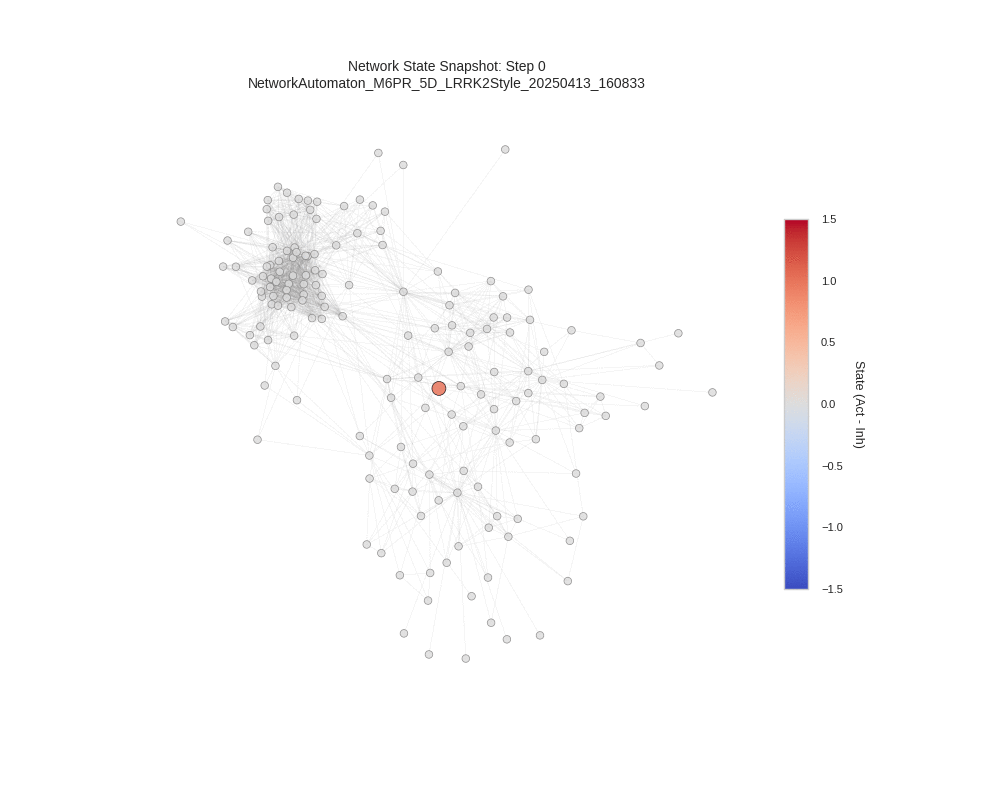 Network State Snapshot: Step 0
NetworkAutomaton_M6PR_5D_LRRK2Style_20250413_160833
1.5
1.0
0.5
0.0
−0.5
−1.0
−1.5
State (Act - Inh)